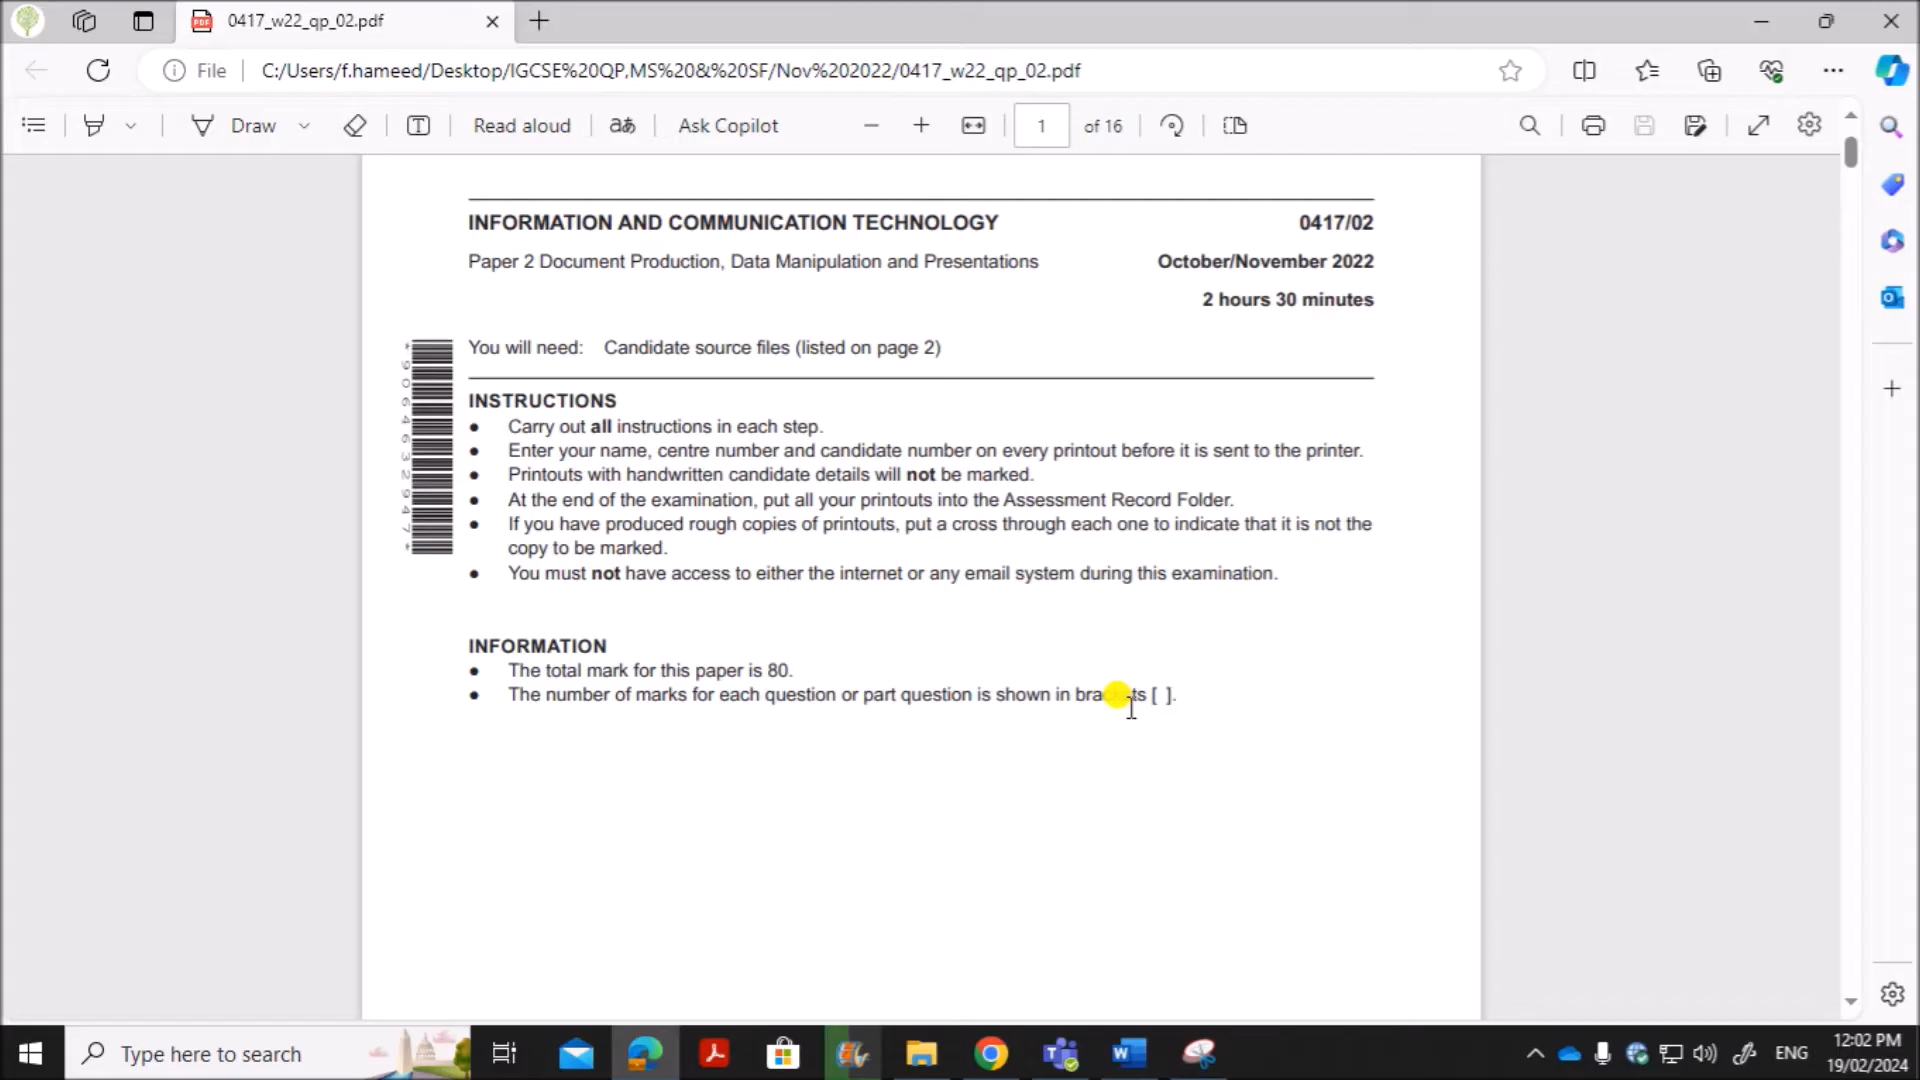 0417_w22_qp_02.pdf
File C:/Users/f.hameed/Desktop/IGCSE%20QP,MS%20&%20SF/Nov%202022/0417_w22_qp_02.pdf
Draw Read aloud Ask Copilot 1 of 16
INFORMATION AND COMMUNICATION TECHNOLOGY 0417/02
Paper 2 Document Production, Data Manipulation and Presentations October/November 2022
2 hours 30 minutes
You will need: Candidate source files (listed on page 2)
INSTRUCTIONS
● Carry out all instructions in each step.
● Enter your name, centre number and candidate number on every printout before it is sent to the printer.
● Printouts with handwritten candidate details will not be marked.
● At the end of the examination, put all your printouts into the Assessment Record Folder.
● If you have produced rough copies of printouts, put a cross through each one to indicate that it is not the
copy to be marked.
● You must not have access to either the internet or any email system during this examination.
*9064632947*
INFORMATION
● The total mark for this paper is 80.
● The number of marks for each question or part question is shown in brackets [ ].
Type here to search
ENG
12:02 PM
19/02/2024